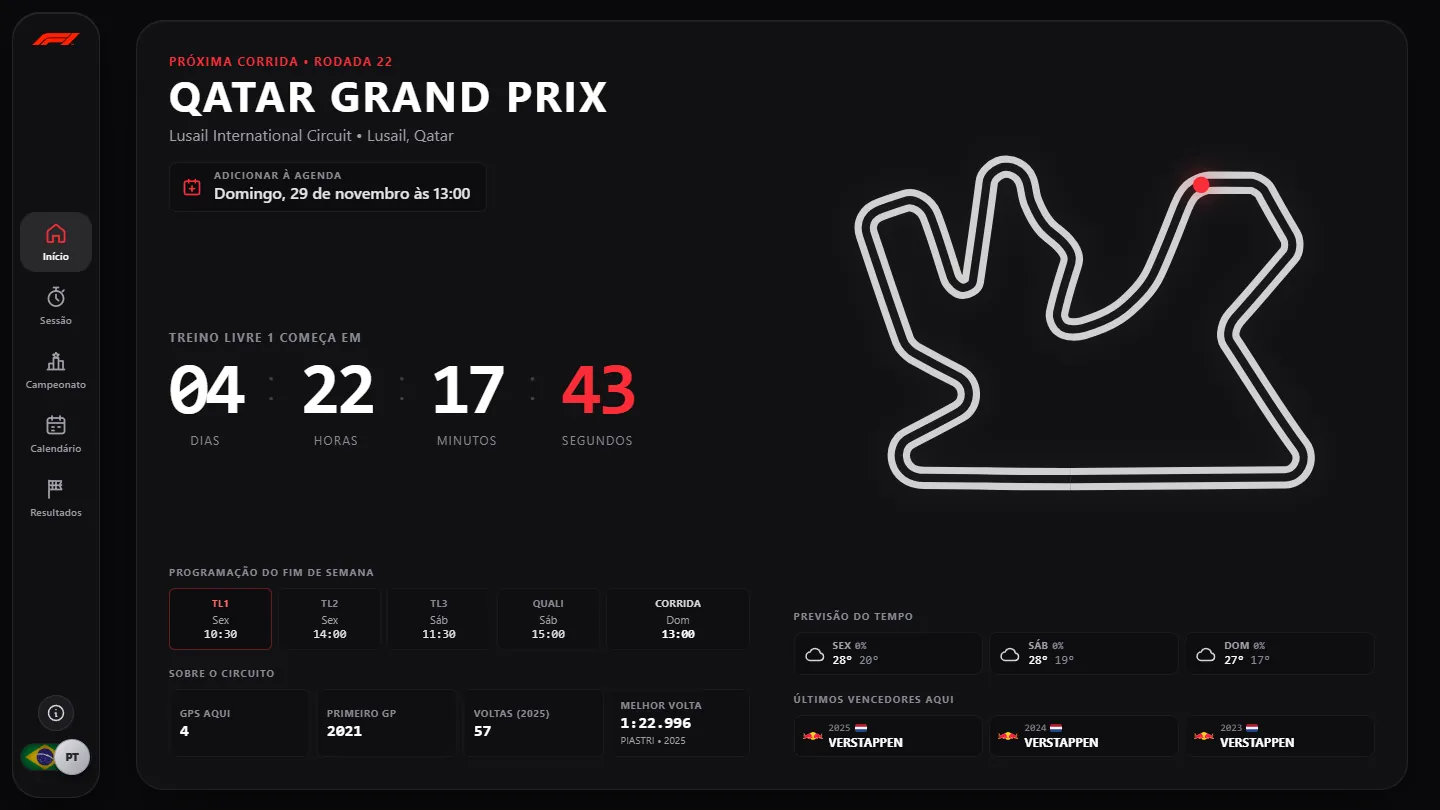 Início
Sessão
Campeonato
Calendário
Resultados
PT
PRÓXIMA CORRIDA • RODADA 22
QATAR GRAND PRIX
Lusail International Circuit • Lusail, Qatar
ADICIONAR À AGENDA
Domingo, 29 de novembro às 13:00
TREINO LIVRE 1 COMEÇA EM
04 : 22 : 17 : 43
DIAS HORAS MINUTOS SEGUNDOS
PROGRAMAÇÃO DO FIM DE SEMANA
TL1 TL2 TL3 QUALI CORRIDA
Sex Sex Sáb Sáb Dom
10:30 14:00 11:30 15:00 13:00
SOBRE O CIRCUITO
GPS AQUI
4
PRIMEIRO GP
2021
VOLTAS (2025)
57
MELHOR VOLTA
1:22.996
PIASTRI • 2025
PREVISÃO DO TEMPO
SEX 0%
28° 20°
SÁB 0%
28° 19°
DOM 0%
27° 17°
ÚLTIMOS VENCEDORES AQUI
2025
VERSTAPPEN
2024
VERSTAPPEN
2023
VERSTAPPEN